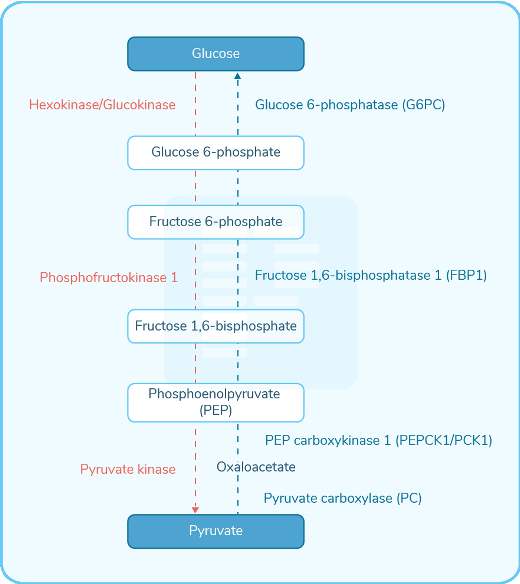 Glucose
Hexokinase/Glucokinase
Glucose 6-phosphatase (G6PC)
Glucose 6-phosphate
Fructose 6-phosphate
Phosphofructokinase 1
Fructose 1,6-bisphosphatase 1 (FBP1)
Fructose 1,6-bisphosphate
Phosphoenolpyruvate
(PEP)
PEP carboxykinase 1 (PEPCK1/PCK1)
Pyruvate kinase
Oxaloacetate
Pyruvate carboxylase (PC)
Pyruvate